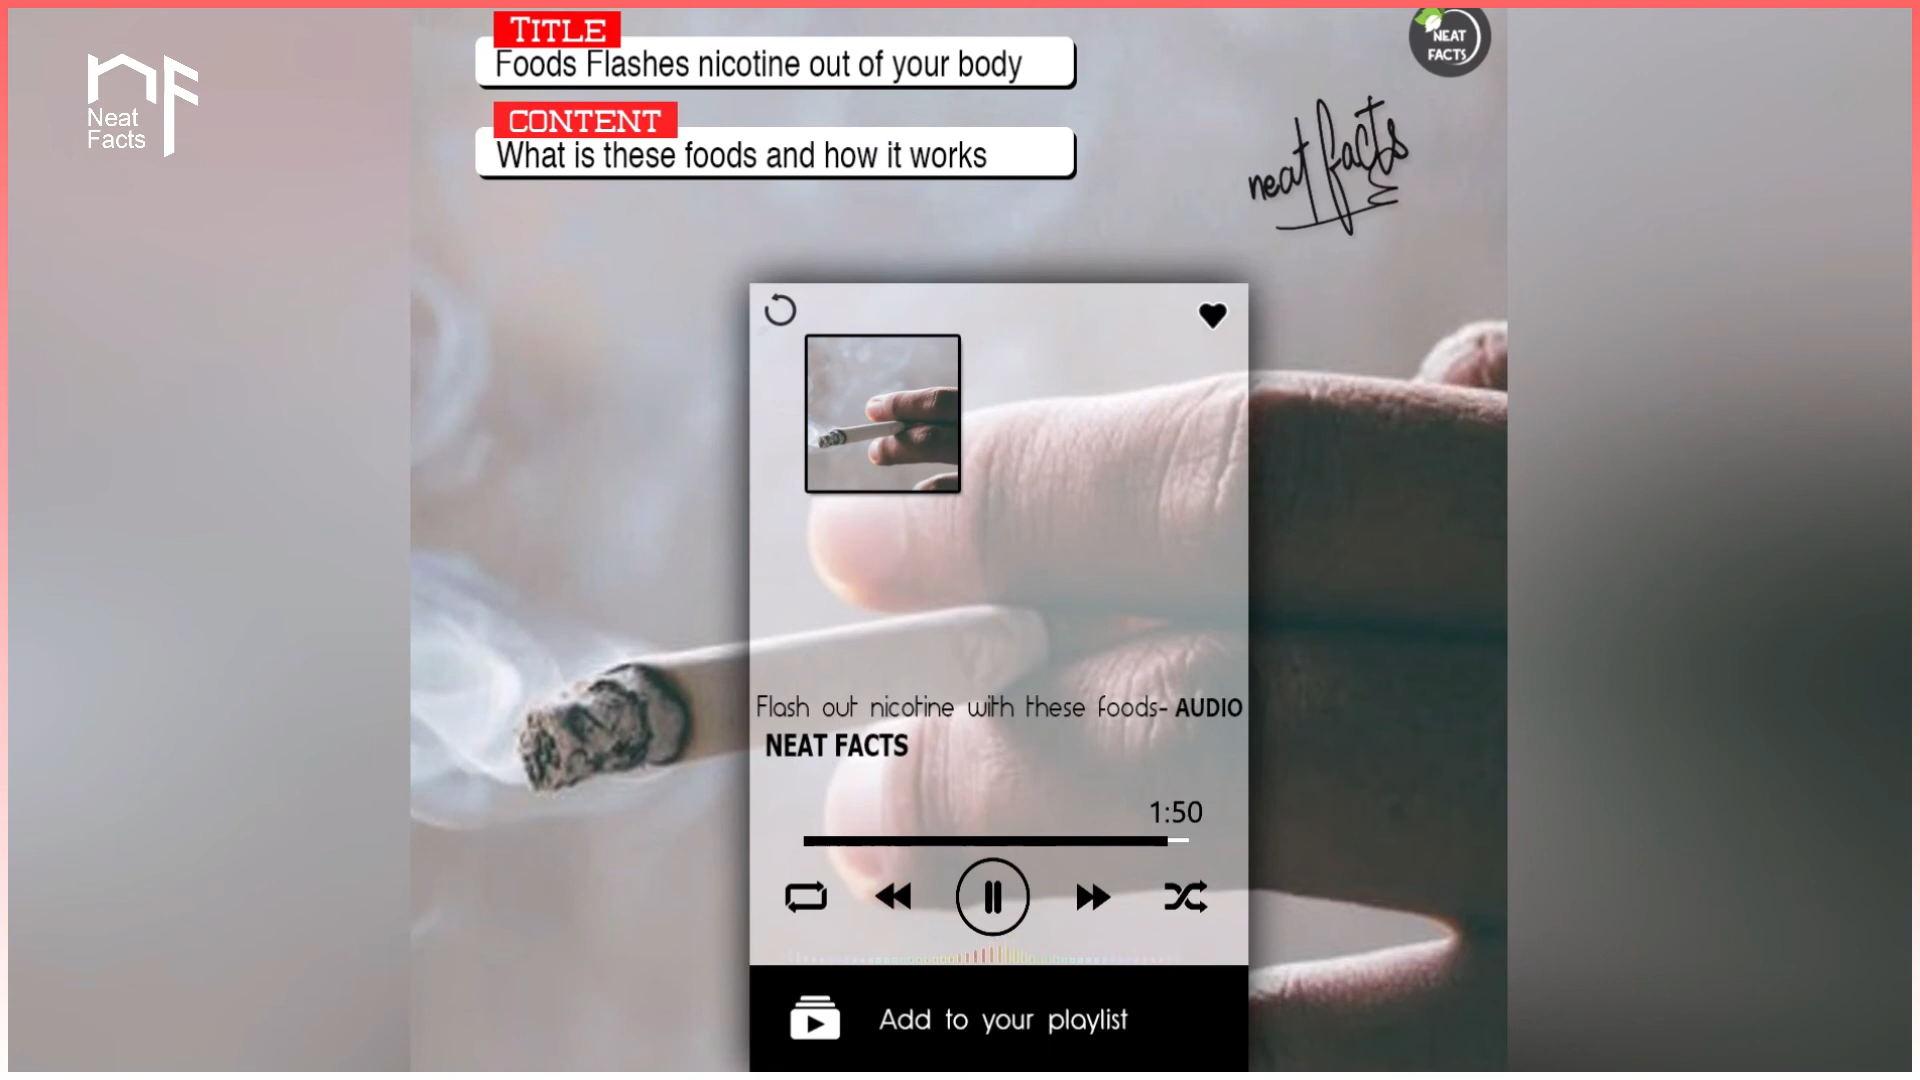 TITLE
Foods Flashes nicotine out of your body
CONTENT
What is these foods and how it works
NEAT
FACTS
Neat
Facts
neat facts
Flash out nicotine with these foods- AUDIO
NEAT FACTS
1:50
Add to your playlist